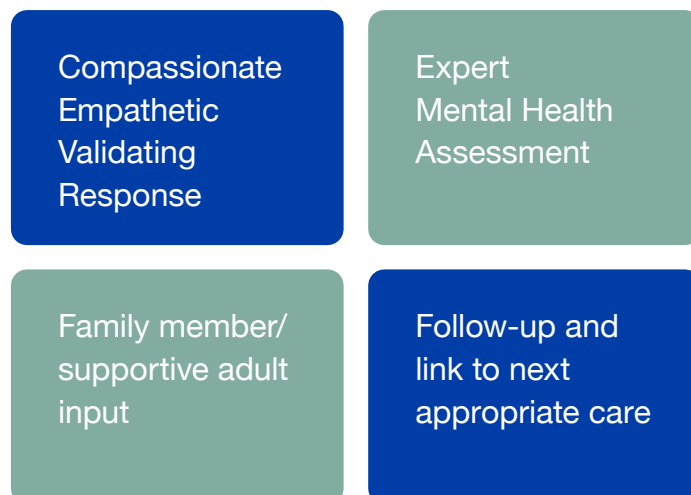 Compassionate
Empathetic
Validating
Response
Expert
Mental Health
Assessment
Family member/
supportive adult
input
Follow-up and
link to next
appropriate care